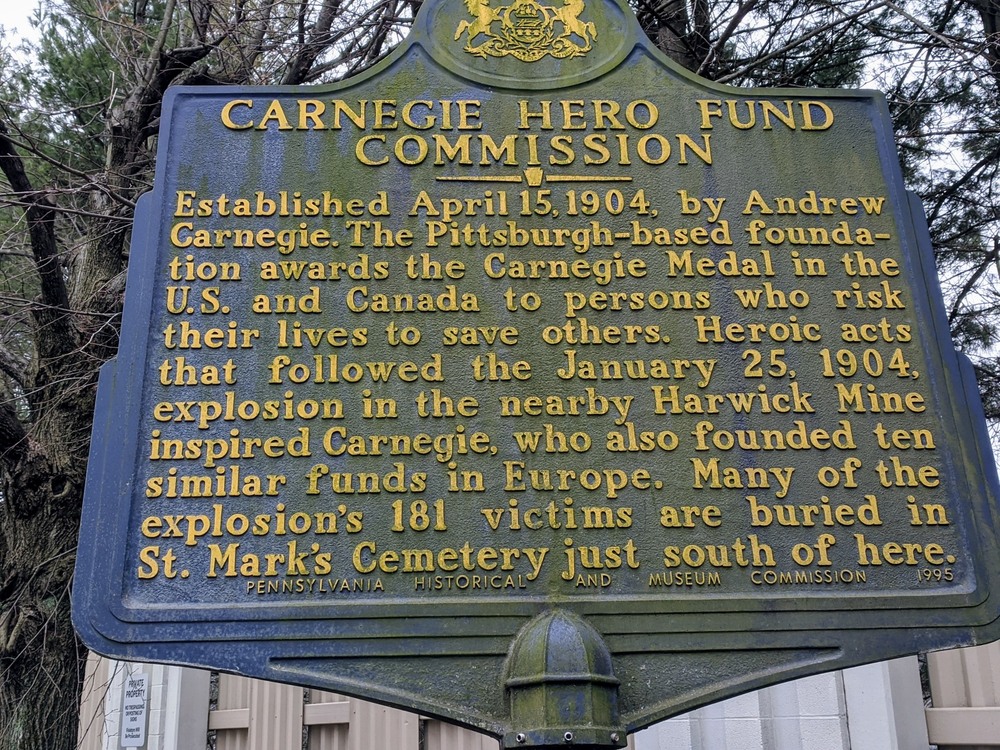 CARNEGIE HERO FUND
COMMISSION
Established April 15, 1904, by Andrew
Carnegie. The Pittsburgh-based founda-
tion awards the Carnegie Medal in the
U.S. and Canada to persons who risk
their lives to save others. Heroic acts
that followed the January 25, 1904,
explosion in the nearby Harwick Mine
inspired Carnegie, who also founded ten
similar funds in Europe. Many of the
explosion's 181 victims are buried in
St. Mark's Cemetery just south of here.
PENNSYLVANIA HISTORICAL AND MUSEUM COMMISSION 1995
PRIVATE
PROPERTY